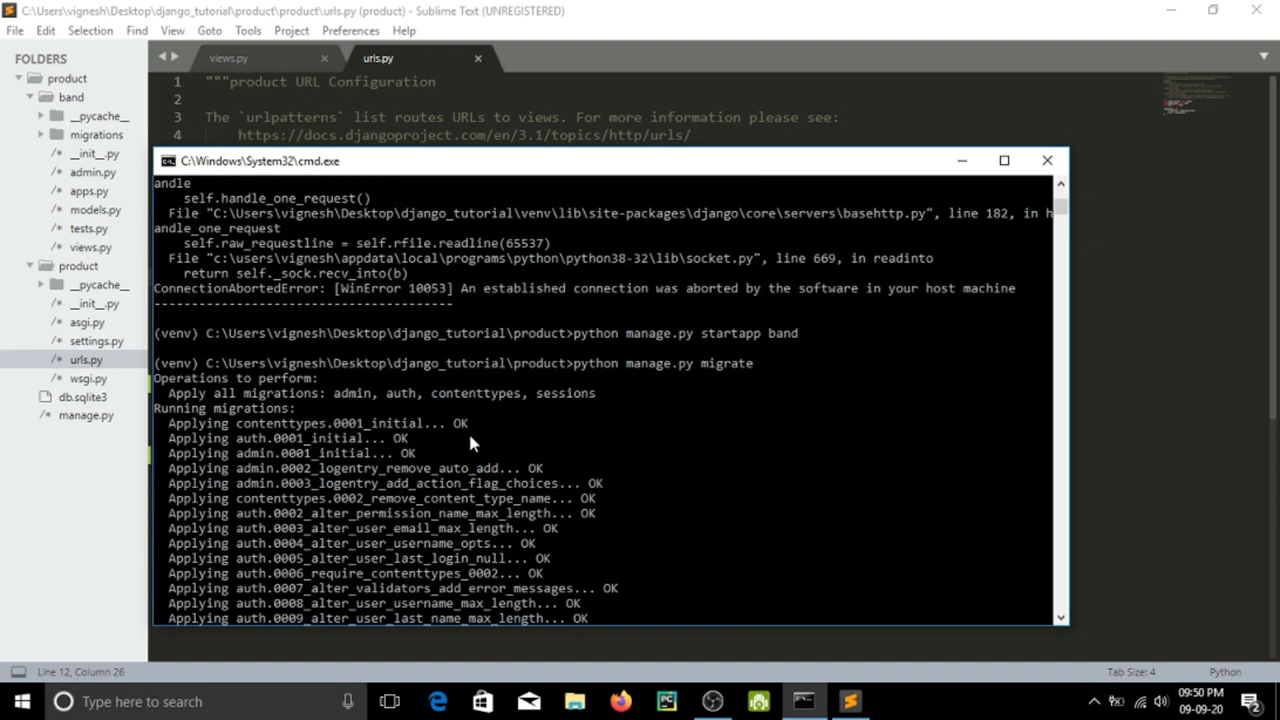 C:\Users\vignesh\Desktop\django_tutorial\product\product\urls.py (product) - Sublime Text (UNREGISTERED)
File Edit Selection Find View Goto Tools Project Preferences Help
FOLDERS
product
band
__pycache__
migrations
__init__.py
admin.py
apps.py
models.py
tests.py
views.py
product
__pycache__
__init__.py
asgi.py
settings.py
urls.py
wsgi.py
db.sqlite3
manage.py
views.py urls.py
1 """product URL Configuration
2
3 The `urlpatterns` list routes URLs to views. For more information please see:
4 https://docs.djangoproject.com/en/3.1/topics/http/urls/
C:\Windows\System32\cmd.exe
andle
self.handle_one_request()
File "C:\Users\vignesh\Desktop\django_tutorial\venv\lib\site-packages\django\core\servers\basehttp.py", line 182, in h
andle_one_request
self.raw_requestline = self.rfile.readline(65537)
File "c:\users\vignesh\appdata\local\programs\python\python38-32\lib\socket.py", line 669, in readinto
return self._sock.recv_into(b)
ConnectionAbortedError: [WinError 10053] An established connection was aborted by the software in your host machine
----------------------------------------
(venv) C:\Users\vignesh\Desktop\django_tutorial\product>python manage.py startapp band
(venv) C:\Users\vignesh\Desktop\django_tutorial\product>python manage.py migrate
Operations to perform:
Apply all migrations: admin, auth, contenttypes, sessions
Running migrations:
Applying contenttypes.0001_initial... OK
Applying auth.0001_initial... OK
Applying admin.0001_initial... OK
Applying admin.0002_logentry_remove_auto_add... OK
Applying admin.0003_logentry_add_action_flag_choices... OK
Applying contenttypes.0002_remove_content_type_name... OK
Applying auth.0002_alter_permission_name_max_length... OK
Applying auth.0003_alter_user_email_max_length... OK
Applying auth.0004_alter_user_username_opts... OK
Applying auth.0005_alter_user_last_login_null... OK
Applying auth.0006_require_contenttypes_0002... OK
Applying auth.0007_alter_validators_add_error_messages... OK
Applying auth.0008_alter_user_username_max_length... OK
Applying auth.0009_alter_user_last_name_max_length... OK
Line 12, Column 26 Tab Size: 4 Python
Type here to search
09:50 PM
09-09-20
2